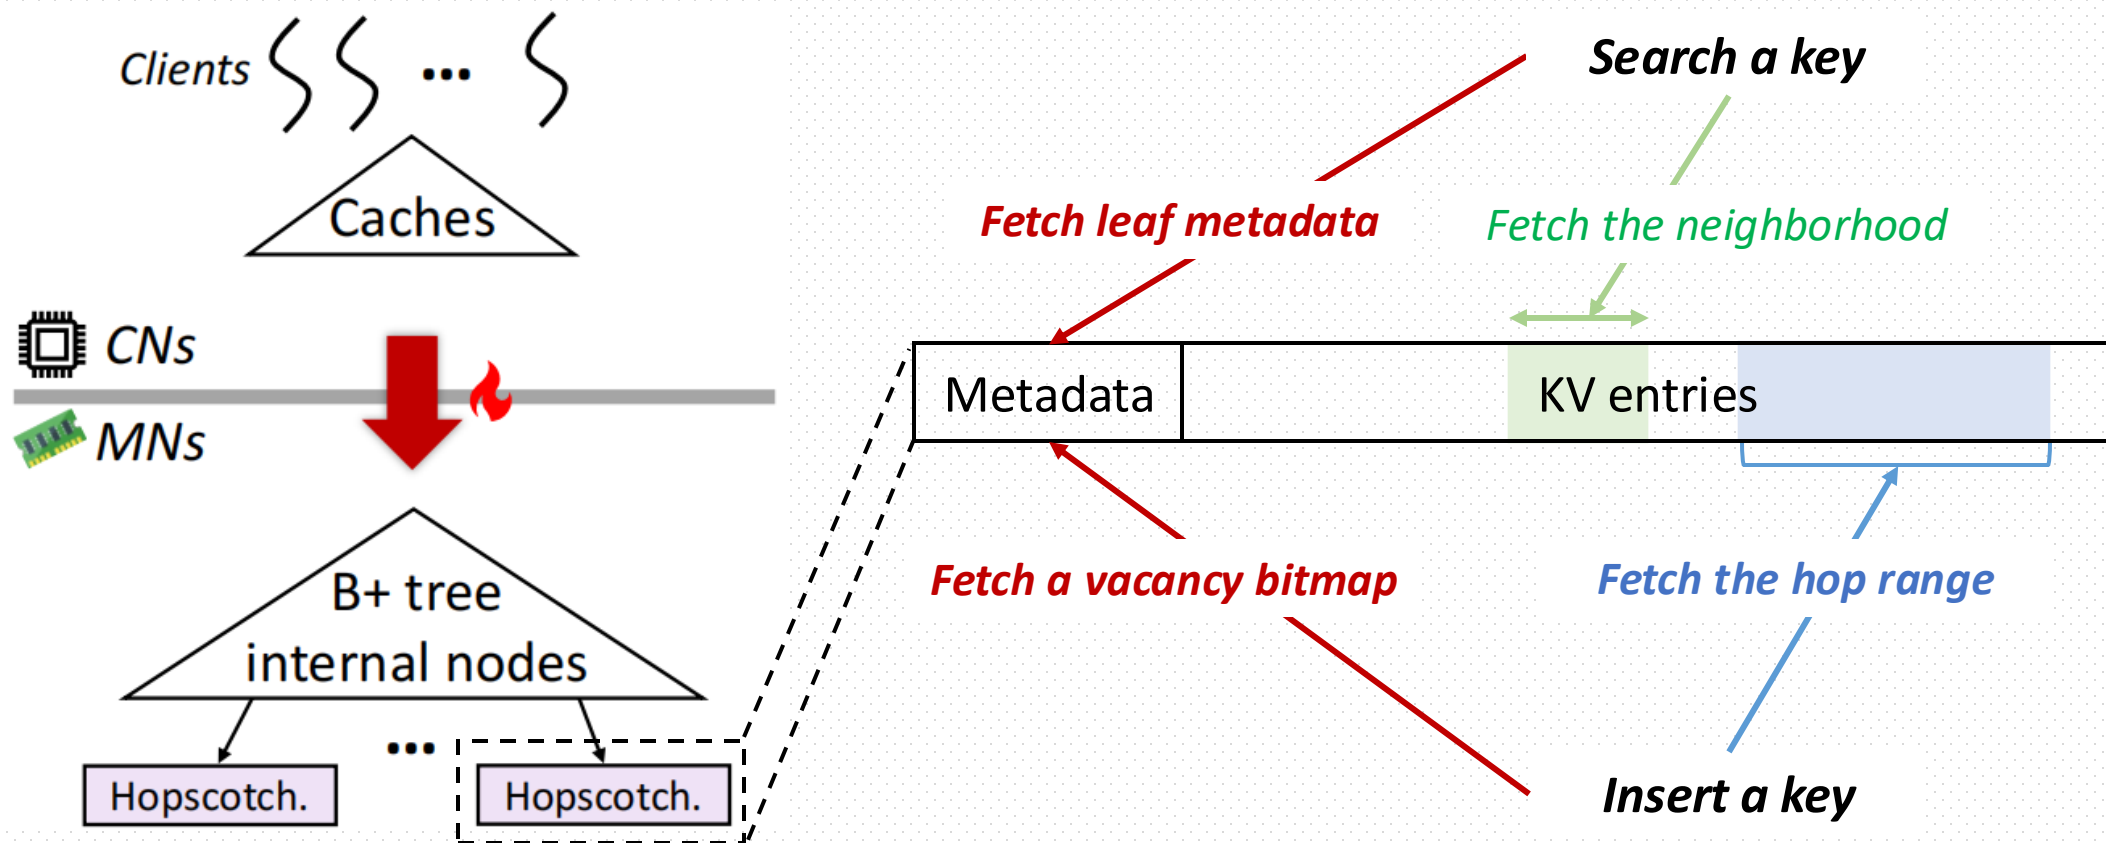 Clients
...
Caches
CNs
MNs
B+ tree
internal nodes
...
Hopscotch.
Hopscotch.
Search a key
Fetch leaf metadata
Fetch the neighborhood
Metadata
KV entries
Fetch a vacancy bitmap
Fetch the hop range
Insert a key